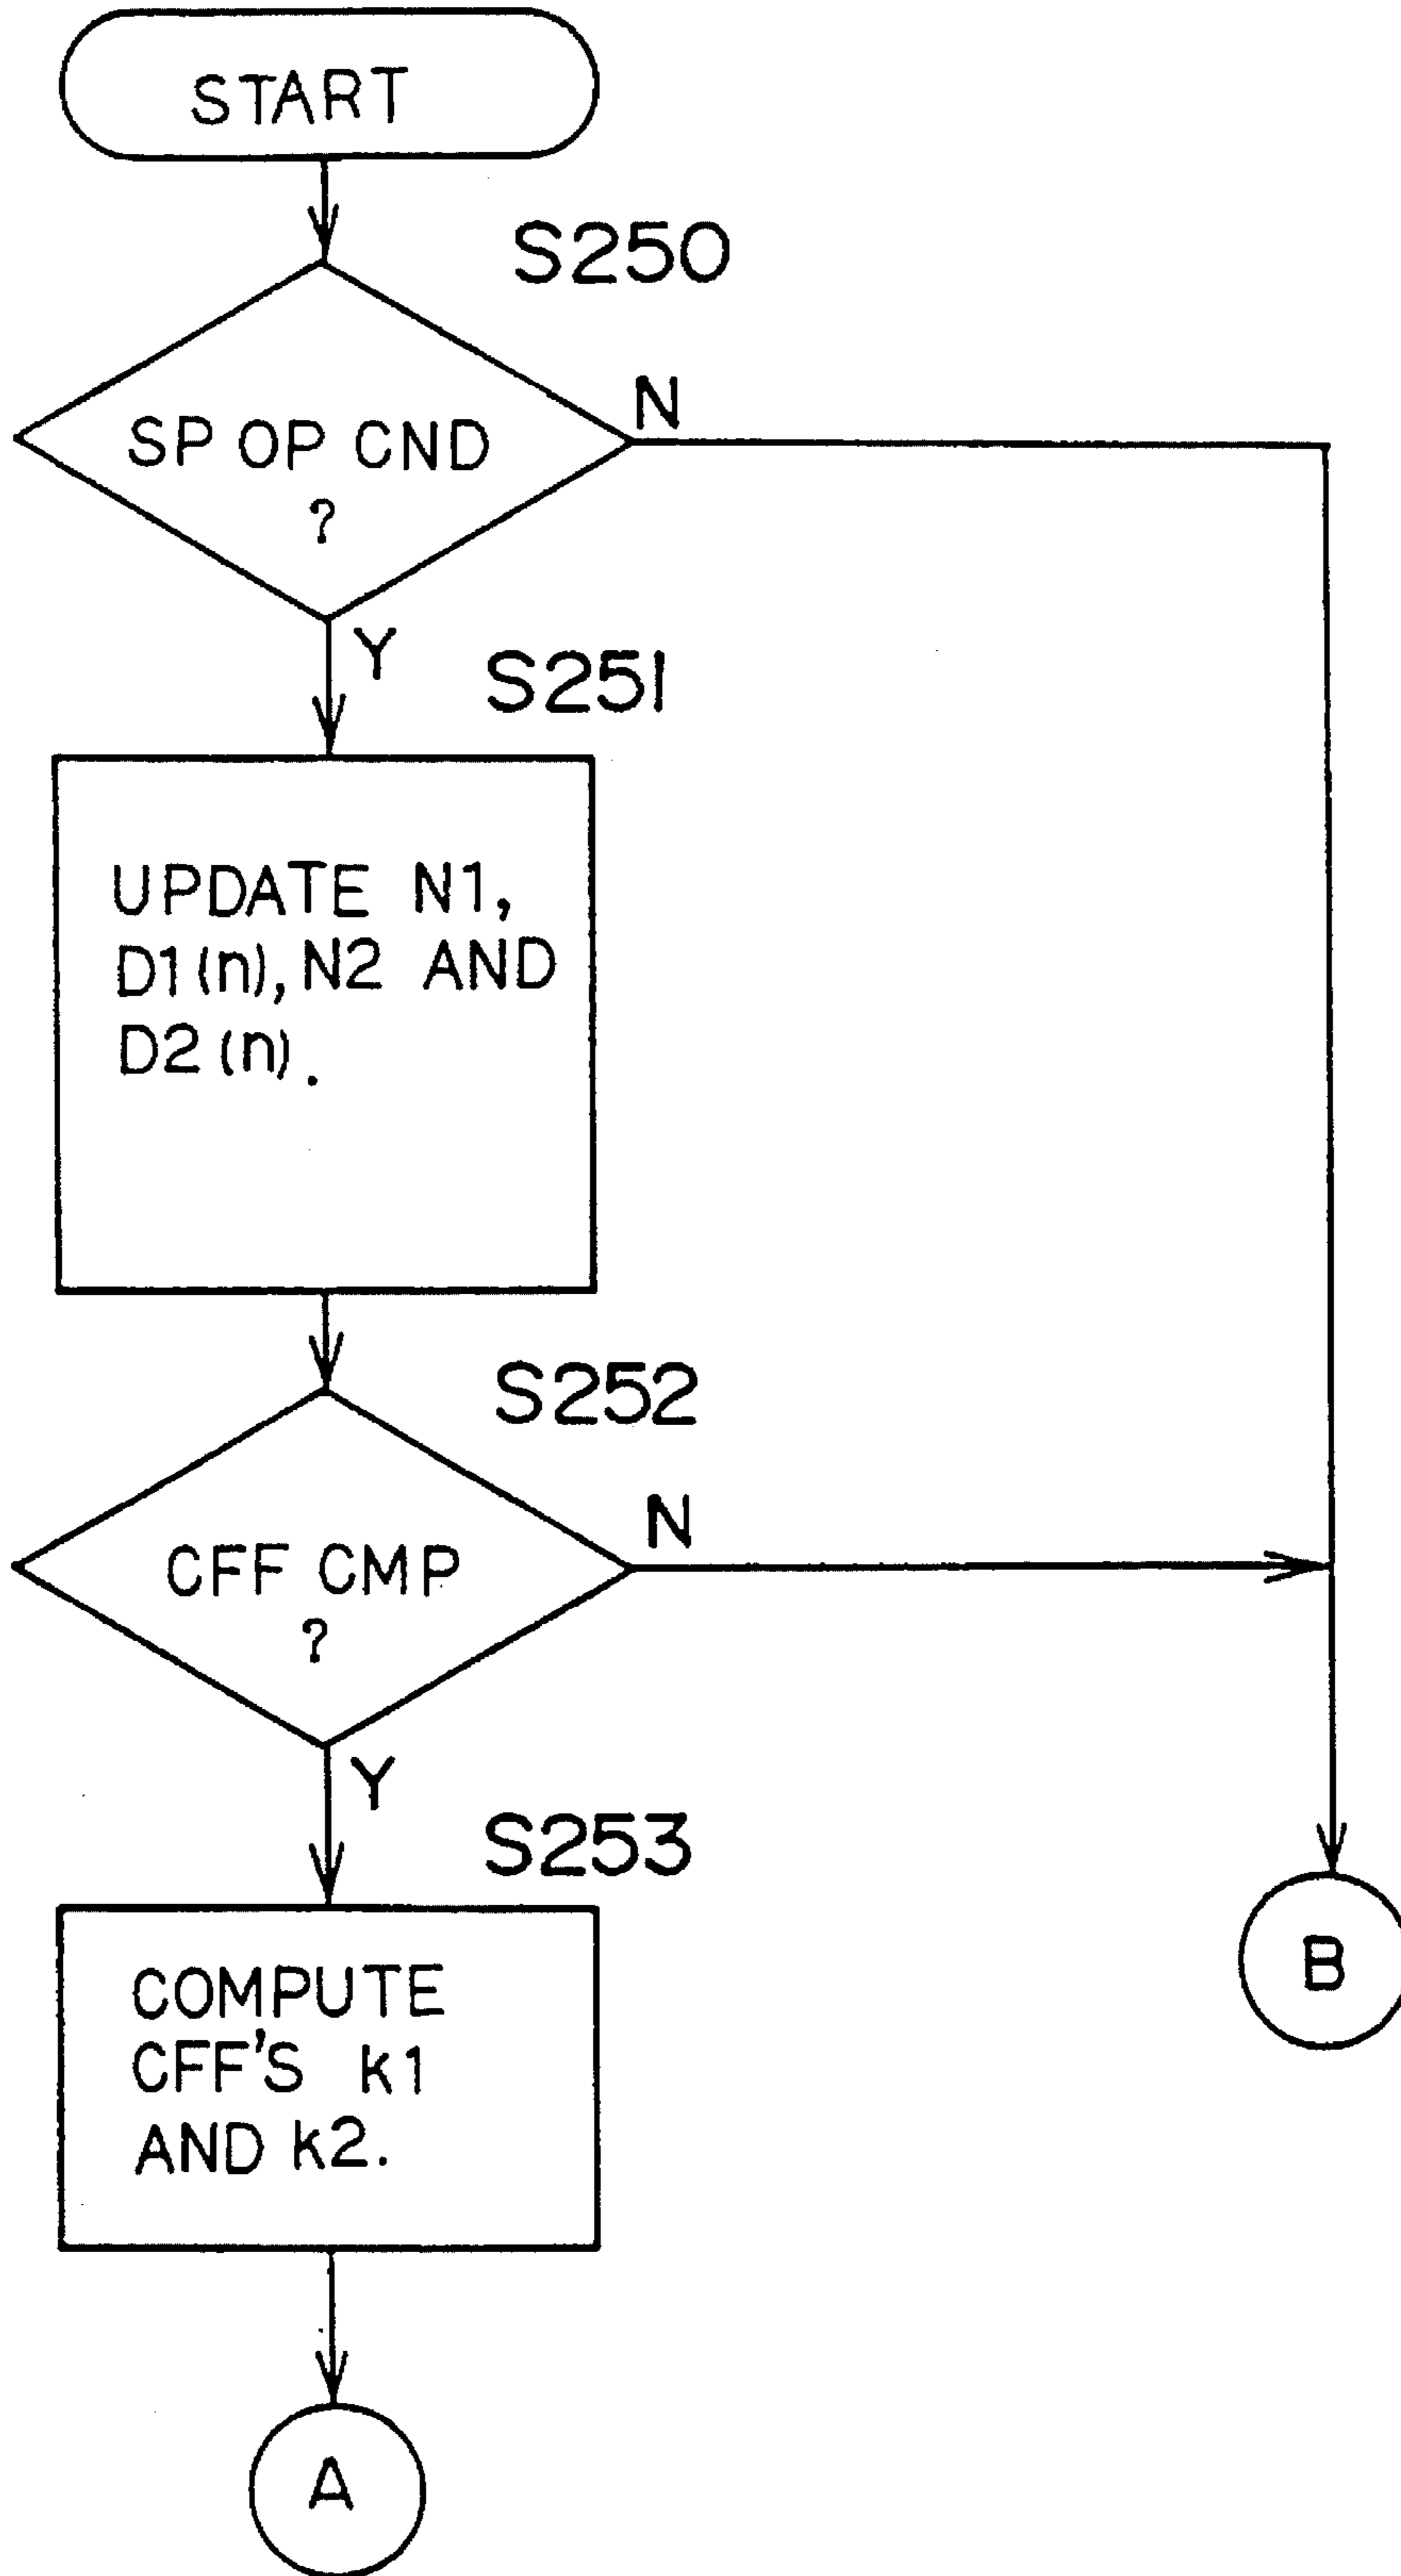 START
S250
SP OP CND
?
N
Y
S251
UPDATE N1,
D1(n), N2 AND
D2(n).
S252
CFF CMP
?
N
Y
S253
COMPUTE
CFF'S k1
AND k2.
B
A